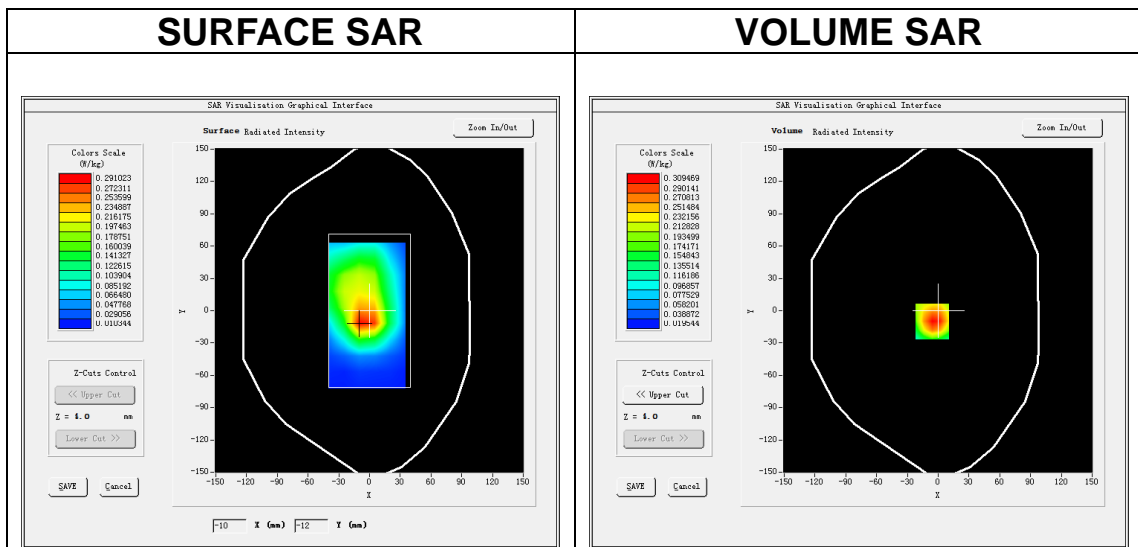 SURFACE SAR
VOLUME SAR
SAR Visualisation Graphical Interface
Surface Radiated Intensity
Zoom In/Out
Colors Scale
(W/kg)
0.291023
0.272311
0.253599
0.234887
0.216175
0.197463
0.178751
0.160039
0.141327
0.122615
0.103904
0.085192
0.066480
0.047768
0.029056
0.010344
150
120
90
60
30
0
-30
-60
-90
-120
-150
Y
-150 -120 -90 -60 -30 0 30 60 90 120 150
X
Z-Cuts Control
<< Upper Cut
Z = 4.0 mm
Lower Cut >>
SAVE Cancel
-10 X (mm) -12 Y (mm)
SAR Visualisation Graphical Interface
Volume Radiated Intensity
Zoom In/Out
Colors Scale
(W/kg)
0.309469
0.290141
0.270813
0.251484
0.232156
0.212828
0.193499
0.174171
0.154843
0.135514
0.116186
0.096857
0.077529
0.058201
0.038872
0.019544
150
120
90
60
30
0
-30
-60
-90
-120
-150
Y
-150 -120 -90 -60 -30 0 30 60 90 120 150
X
Z-Cuts Control
<< Upper Cut
Z = 4.0 mm
Lower Cut >>
SAVE Cancel